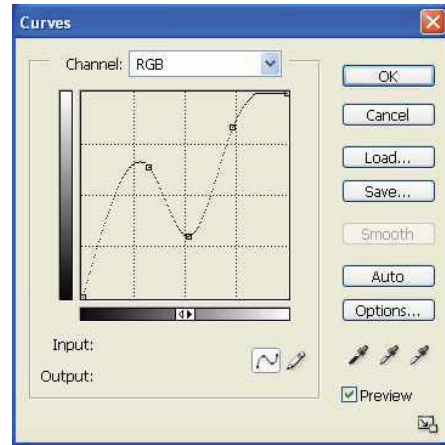 Curves
Channel: RGB
OK
Cancel
Load...
Save...
Smooth
Auto
Options...
Input:
Output:
Preview